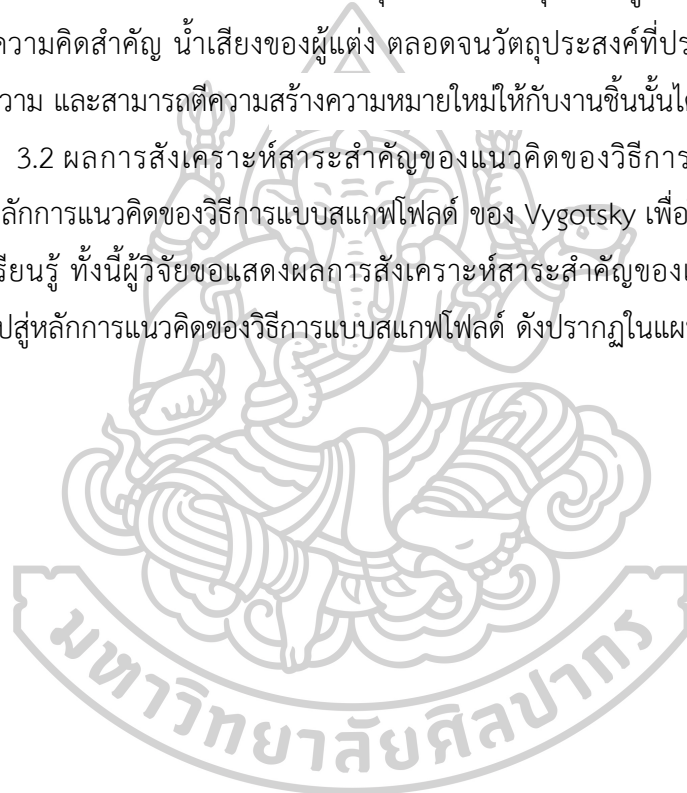 ความคิดสำคัญ น้ำเสียงของผู้แต่ง ตลอดจนวัตถุประสงค์ที่ปร
วาม และสามารถตีความสร้างความหมายใหม่ให้กับงานชิ้นนั้นได
3.2 ผลการสังเคราะห์สาระสำคัญของแนวคิดของวิธีการ
ลักการแนวคิดของวิธีการแบบสแกฟโฟลด์ ของ Vygotsky เพื่อ
รียนรู้ ทั้งนี้ผู้วิจัยขอแสดงผลการสังเคราะห์สาระสำคัญของแ
ปสู่หลักการแนวคิดของวิธีการแบบสแกฟโฟลด์ ดังปรากฏในแผ
มหาวิทยาลัยศิลปากร